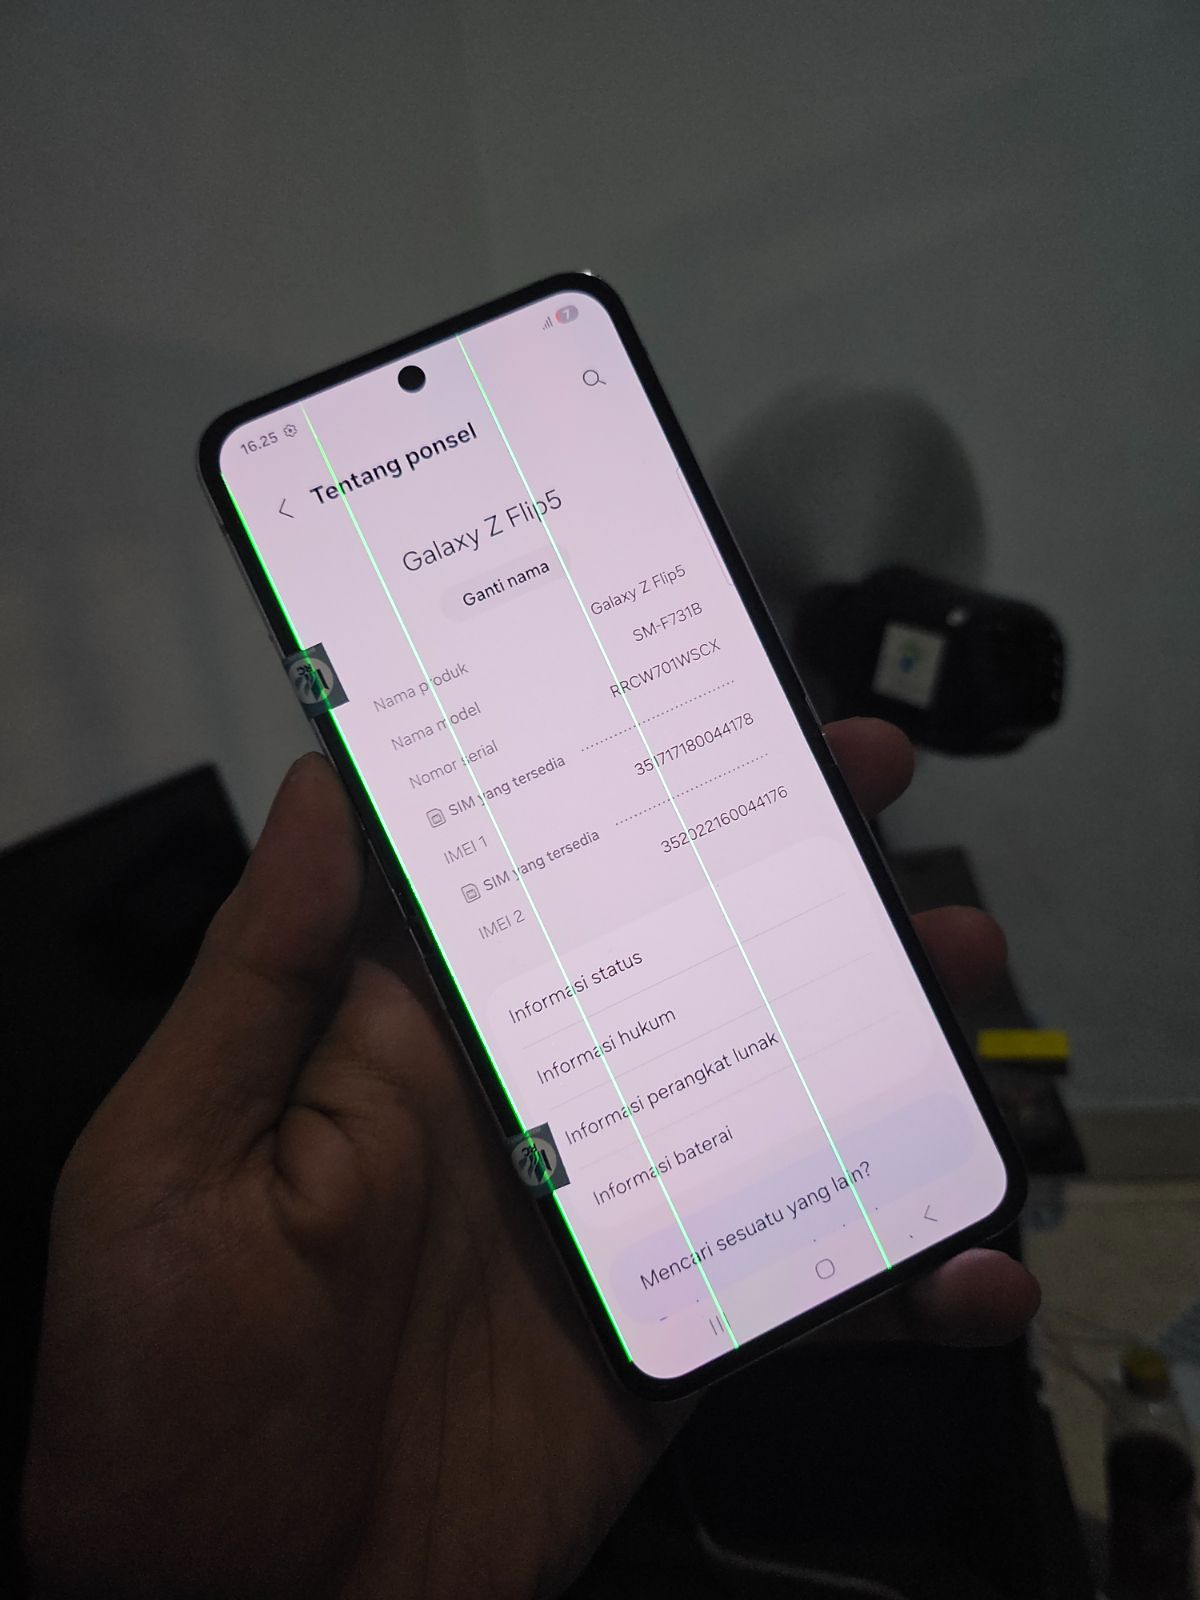 16.25
7
Tentang ponsel
Galaxy Z Flip5
Ganti nama
Nama produk Galaxy Z Flip5
Nama model SM-F731B
Nomor serial RRCW701WSCX
SIM yang tersedia
IMEI 1 351717180044178
SIM yang tersedia
IMEI 2 352022160044176
Informasi status
Informasi hukum
Informasi perangkat lunak
Informasi baterai
Mencari sesuatu yang lain?